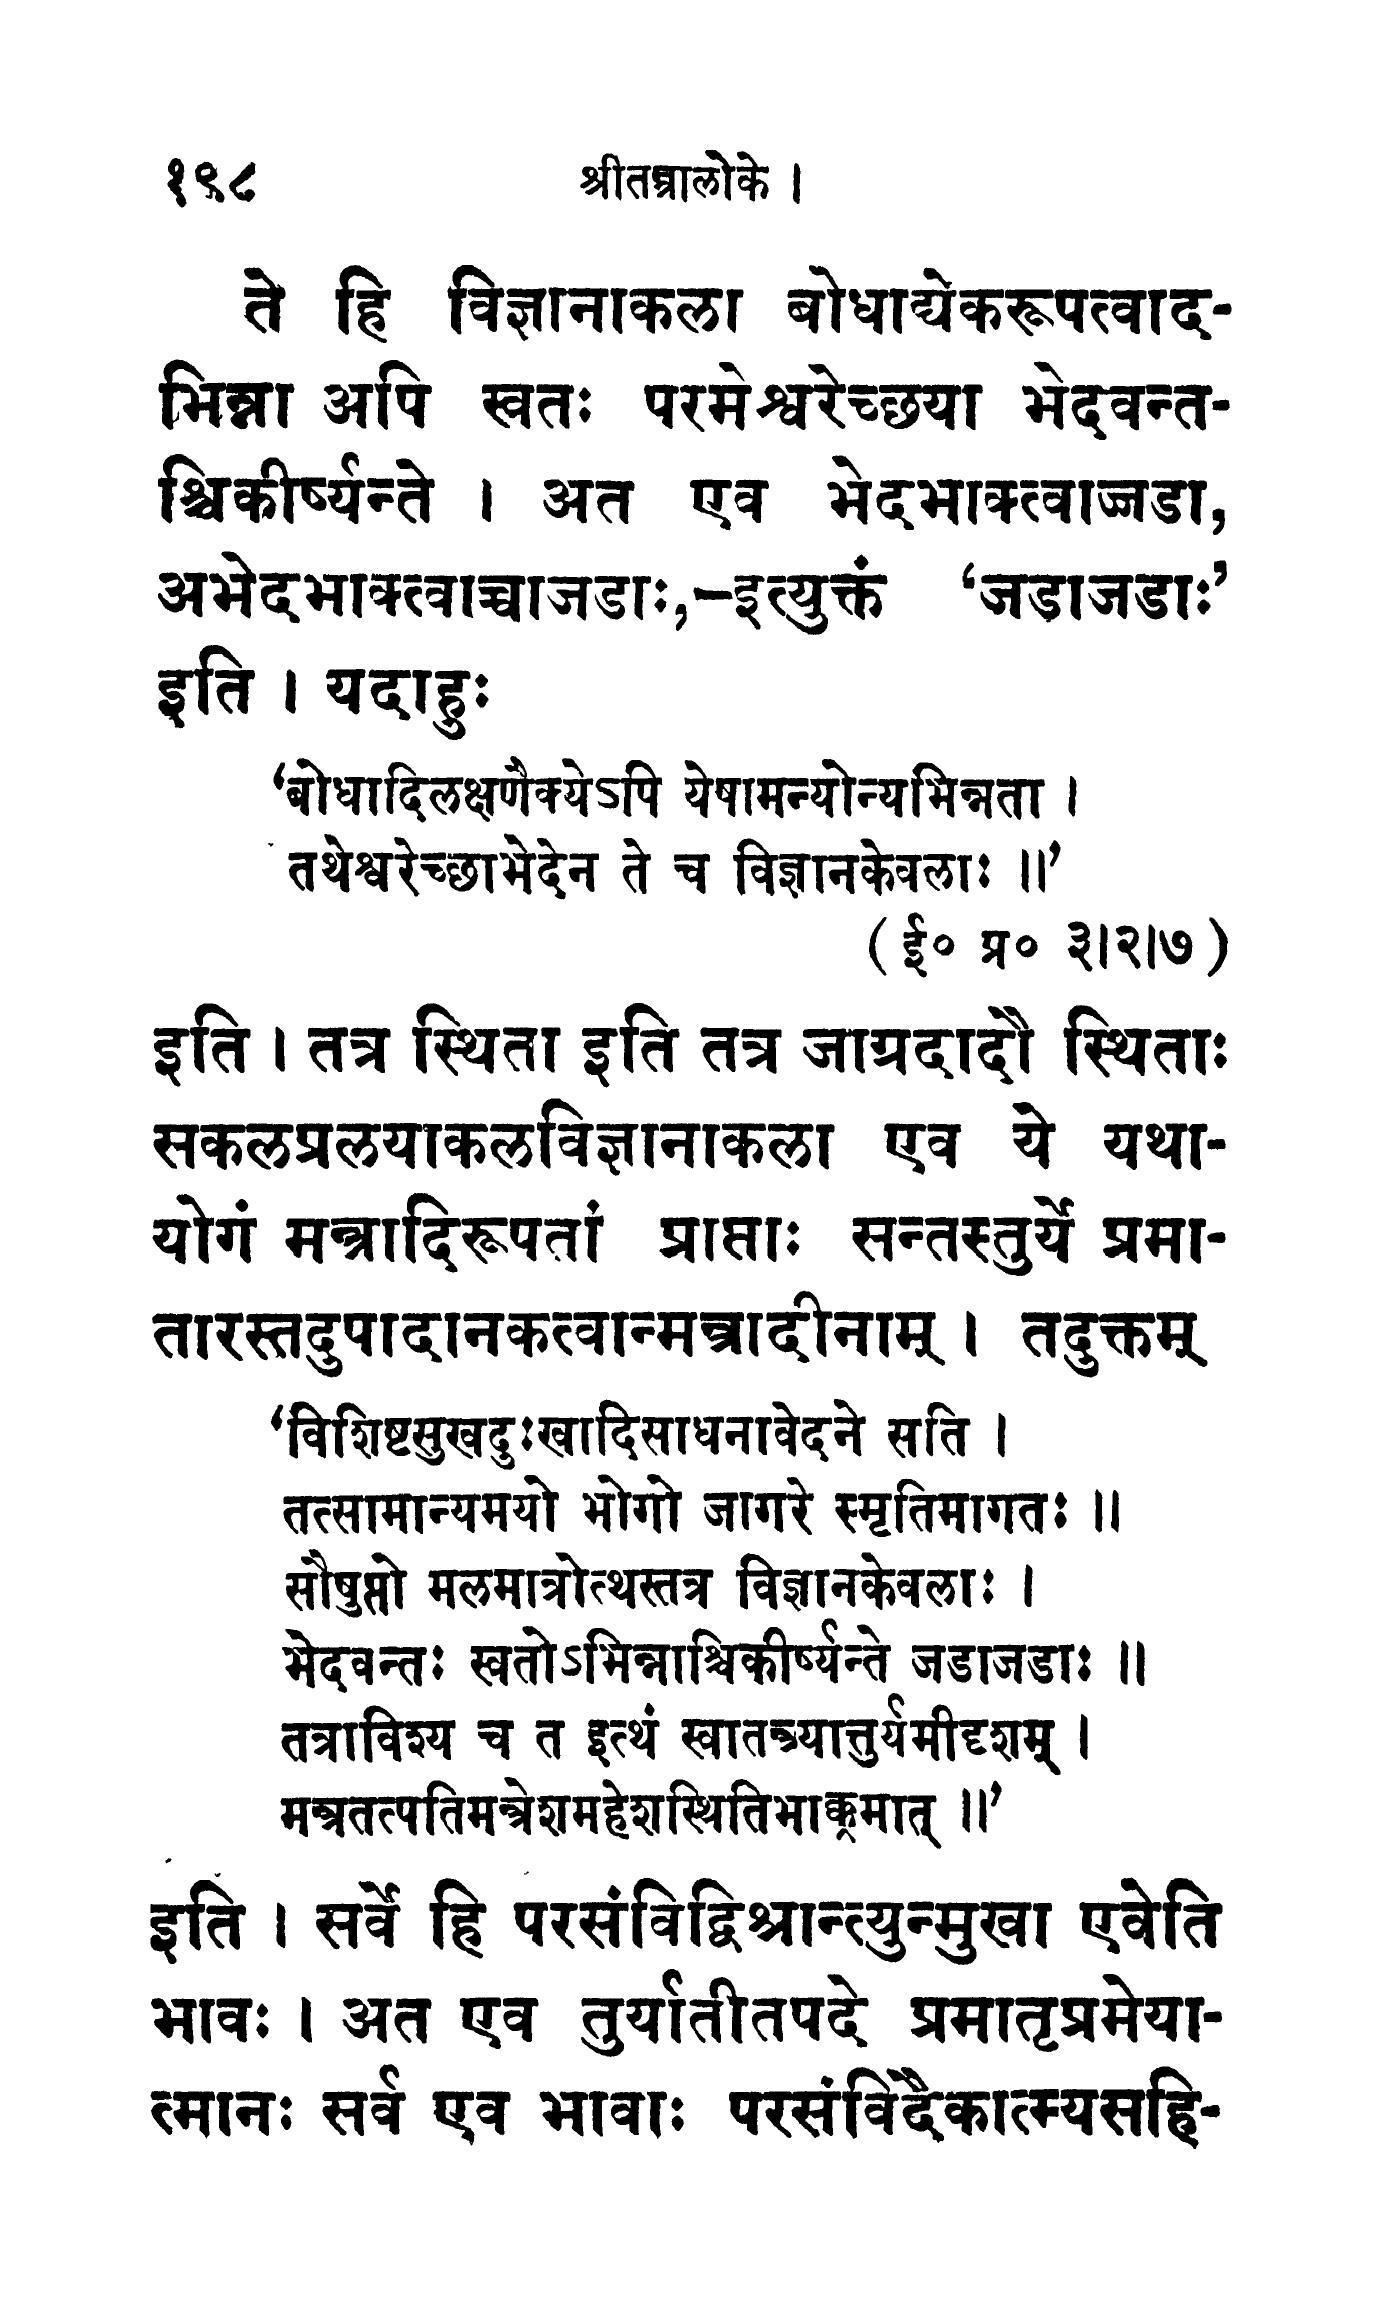 १९८ श्रीतन्त्रालोके ।
ते हि विज्ञानाकला बोधाद्येकरूपत्वाद-
भिन्ना अपि स्वतः परमेश्वरेच्छया भेदवन्त-
श्चिकीर्ष्यन्ते । अत एव भेदभाक्त्वाज्जडा,
अभेदभाक्त्वाच्चाजडाः,—इत्युक्तं ‘जडाजडाः’
इति । यदाहुः
‘बोधादिलक्षणैक्येऽपि येषामन्योन्यभिन्नता ।
तथेश्वरेच्छाभेदेन ते च विज्ञानकेवलाः ॥’
(ई० प्र० ३।२।७)
इति । तत्र स्थिता इति तत्र जाग्रदादौ स्थिताः
सकलप्रलयाकलविज्ञानाकला एव ये यथा-
योगं मन्त्रादिरूपतां प्राप्ताः सन्तस्तुर्ये प्रमा-
तारस्तदुपादानकत्वान्मन्त्रादीनाम् । तदुक्तम्
‘विशिष्टसुखदुःखादिसाधनावेदने सति ।
तत्सामान्यमयो भोगो जागरे स्मृतिमागतः ॥
सौषुप्तो मलमात्रोत्थस्तत्र विज्ञानकेवलाः ।
भेदवन्तः स्वतोऽभिन्नाश्चिकीर्ष्यन्ते जडाजडाः ॥
तत्राविश्य च त इत्थं स्वातन्त्र्यात्तुर्यमीदृशम् ।
मन्त्रतत्पतिमन्त्रेशमहेशस्थितिभाक्क्रमात् ॥’
इति । सर्वे हि परसंविद्विश्रान्त्युन्मुखा एवेति
भावः । अत एव तुर्यातीतपदे प्रमातृप्रमेया-
त्मानः सर्व एव भावाः परसंविदैकात्म्यसहि-